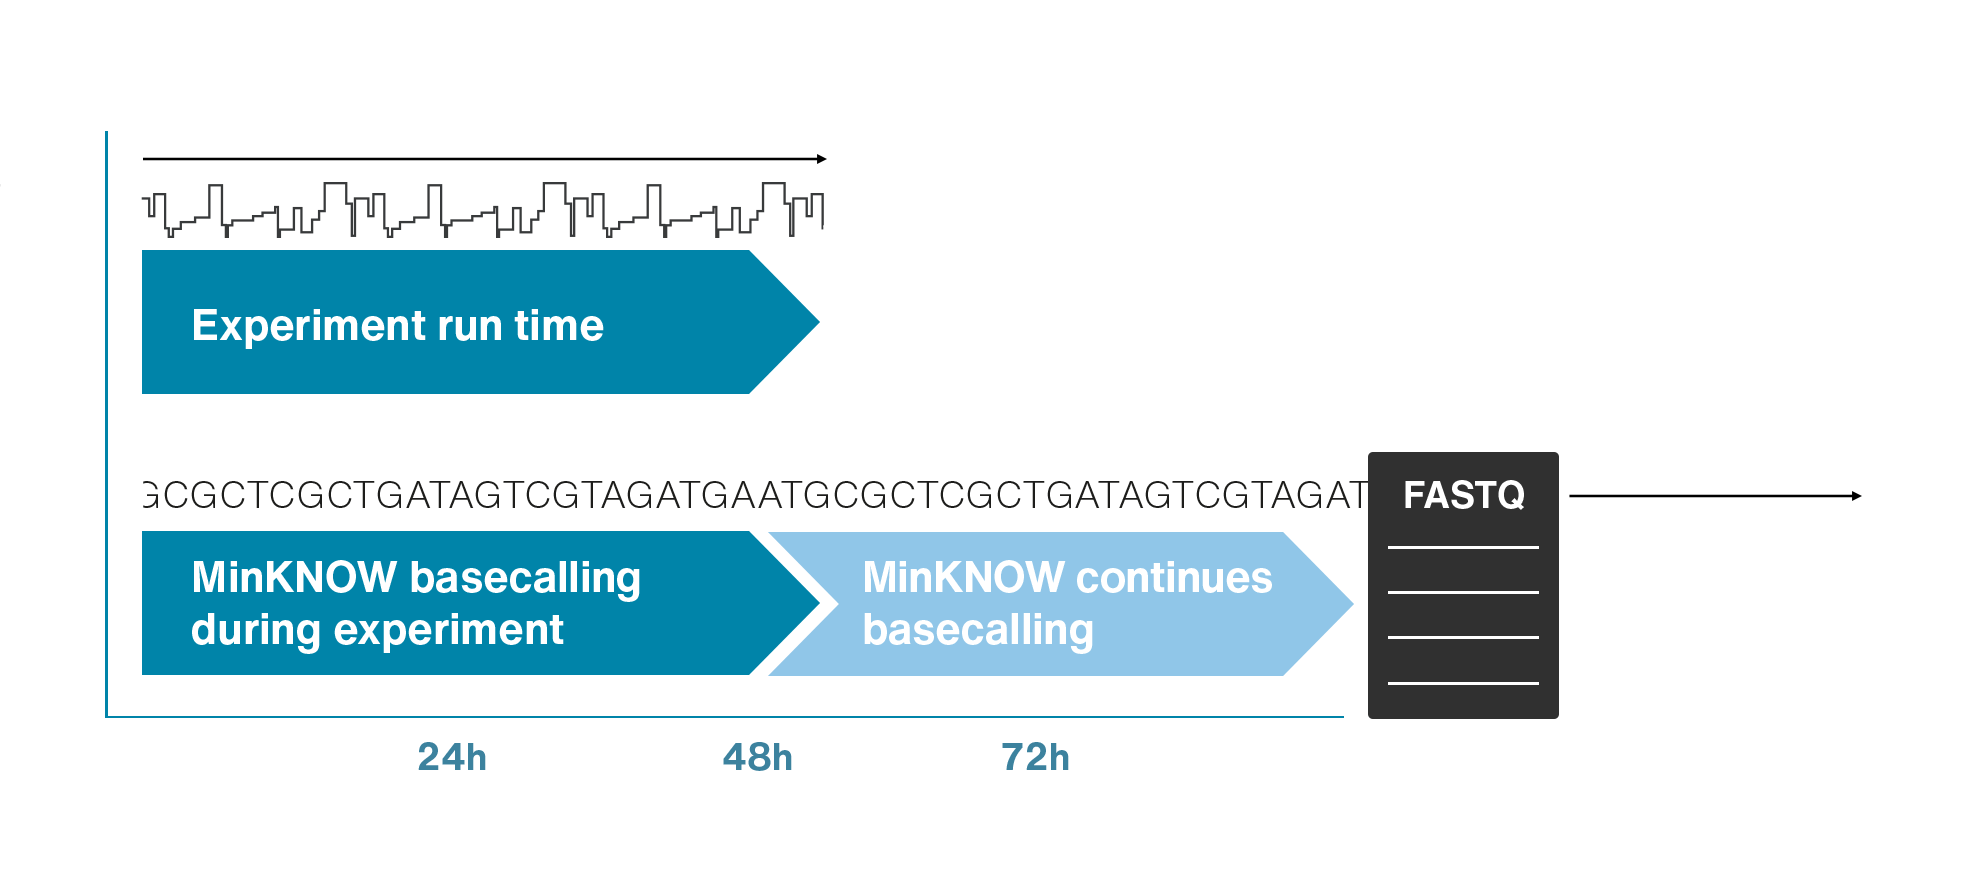 Experiment run time
GCGCTCGCTGATAGTCGTAGATGAATGCGCTCGCTGATAGTCGTAGAT
FASTQ
MinKNOW basecalling
during experiment
MinKNOW continues
basecalling
24h
48h
72h